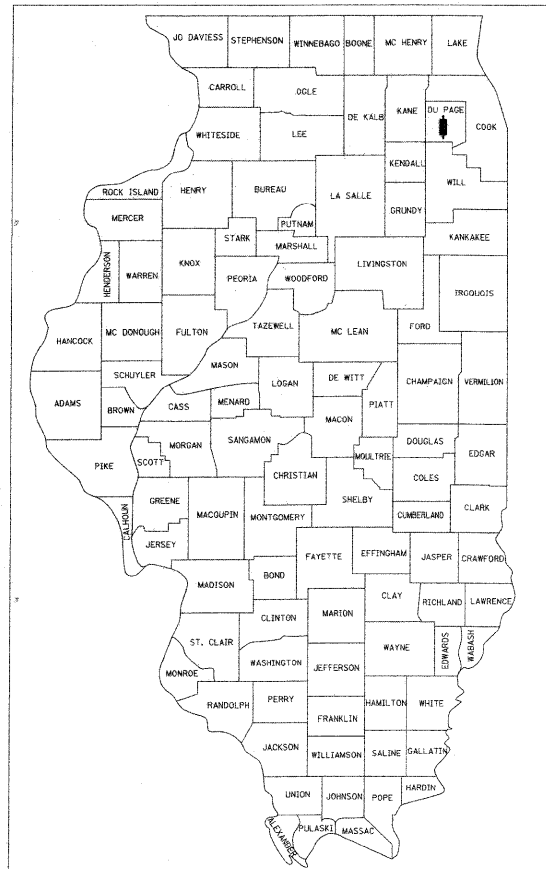 JO DAVIESS
STEPHENSON
WINNEBAGO
BOONE
MC HENRY
LAKE
CARROLL
OGLE
DE KALB
KANE
DU PAGE
COOK
WHITESIDE
LEE
KENDALL
WILL
ROCK ISLAND
HENRY
BUREAU
LA SALLE
GRUNDY
MERCER
PUTNAM
STARK
MARSHALL
KANKAKEE
HENDERSON
WARREN
KNOX
PEORIA
WOODFORD
LIVINGSTON
IROQUOIS
HANCOCK
MC DONOUGH
FULTON
TAZEWELL
MC LEAN
FORD
MASON
SCHUYLER
LOGAN
DE WITT
PIATT
CHAMPAIGN
VERMILION
ADAMS
BROWN
CASS
MENARD
MACON
MORGAN
SANGAMON
DOUGLAS
EDGAR
PIKE
SCOTT
CHRISTIAN
MOULTRIE
COLES
CALHOUN
GREENE
MACOUPIN
MONTGOMERY
SHELBY
CUMBERLAND
CLARK
JERSEY
FAYETTE
EFFINGHAM
JASPER
CRAWFORD
MADISON
BOND
CLAY
RICHLAND
LAWRENCE
CLINTON
MARION
ST. CLAIR
WAYNE
EDWARDS
WABASH
WASHINGTON
JEFFERSON
MONROE
RANDOLPH
PERRY
HAMILTON
WHITE
FRANKLIN
JACKSON
WILLIAMSON
SALINE
GALLATIN
UNION
JOHNSON
POPE
HARDIN
ALEXANDER
PULASKI
MASSAC